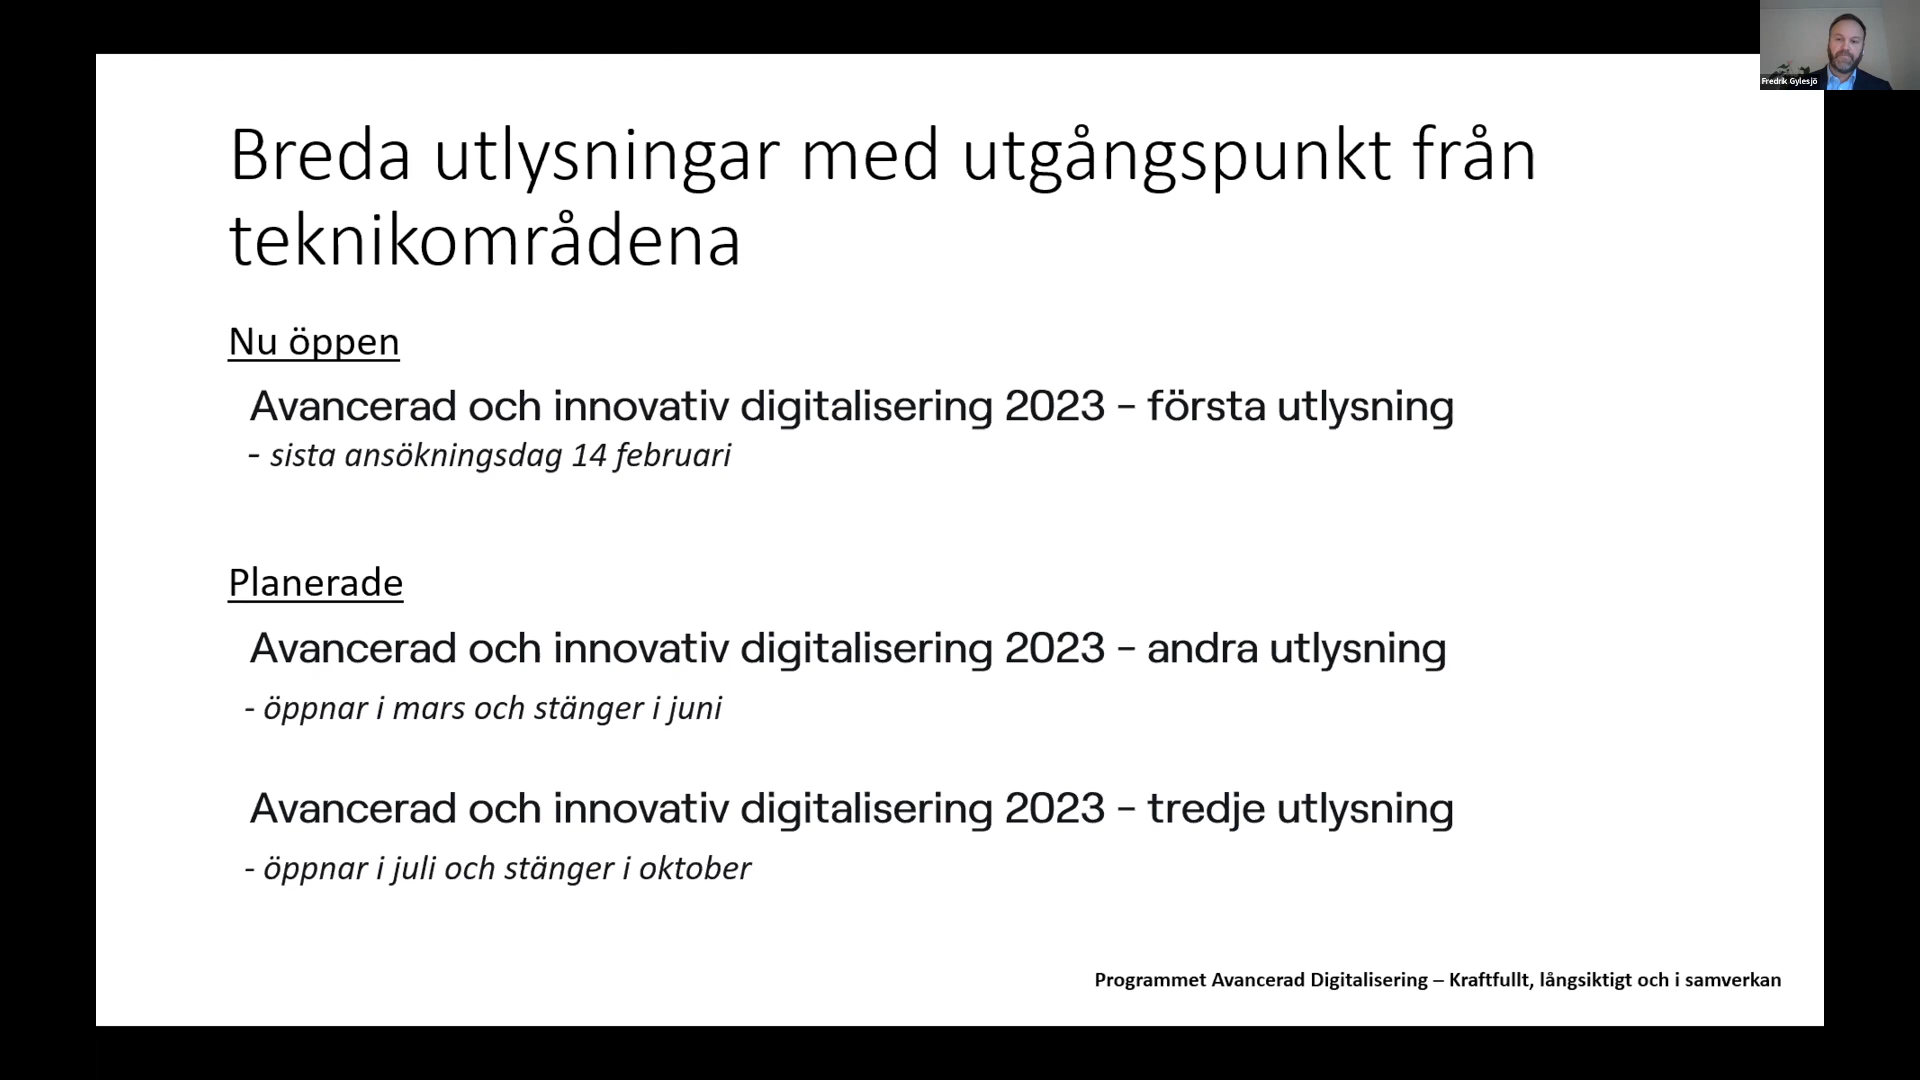 Fredrik Gylesjö
Breda utlysningar med utgångspunkt från
teknikområdena
Nu öppen
Avancerad och innovativ digitalisering 2023 – första utlysning
- sista ansökningsdag 14 februari
Planerade
Avancerad och innovativ digitalisering 2023 – andra utlysning
- öppnar i mars och stänger i juni
Avancerad och innovativ digitalisering 2023 – tredje utlysning
- öppnar i juli och stänger i oktober
Programmet Avancerad Digitalisering – Kraftfullt, långsiktigt och i samverkan